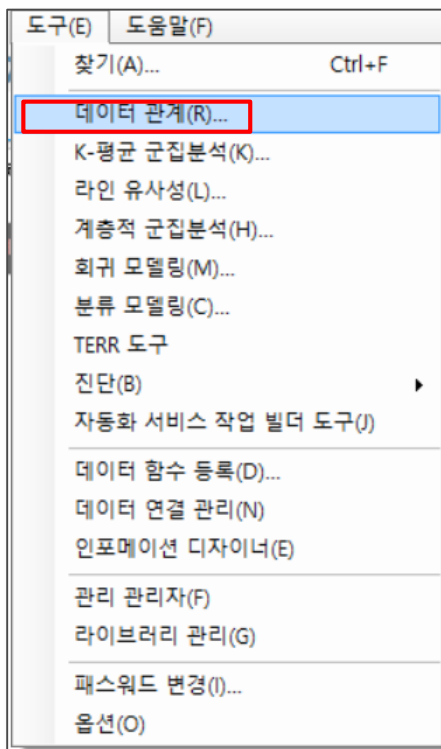 도구(E) 도움말(F)
찾기(A)... Ctrl+F
데이터 관계(R)...
K-평균 군집분석(K)...
라인 유사성(L)...
계층적 군집분석(H)...
회귀 모델링(M)...
분류 모델링(C)...
TERR 도구
진단(B)
자동화 서비스 작업 빌더 도구(J)
데이터 함수 등록(D)...
데이터 연결 관리(N)
인포메이션 디자이너(E)
관리 관리자(F)
라이브러리 관리(G)
패스워드 변경(I)...
옵션(O)